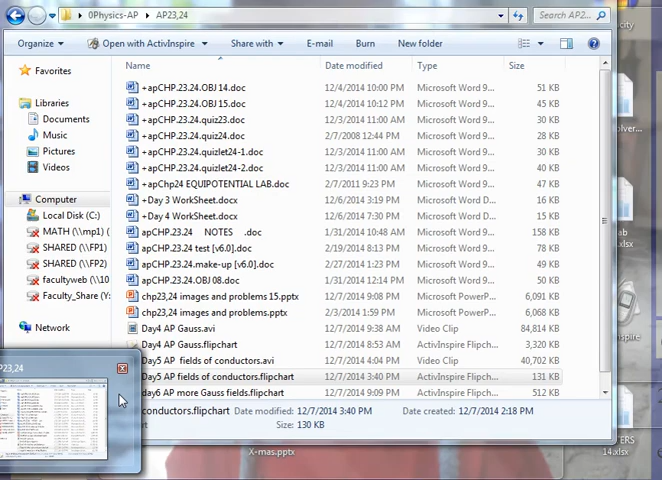 0Physics-AP ▸ AP23,24 Search AP2...
Organize Open with ActivInspire Share with E-mail Burn New folder
Name Date modified Type Size
Favorites
Libraries
Documents
Music
Pictures
Videos
Computer
Local Disk (C:)
MATH (\\mp1) (M
SHARED (\\FP1)
SHARED (\\FP2)
facultyweb (\\10
Faculty_Share (\\s
Network
+apCHP.23.24.OBJ 14.doc 12/4/2014 10:00 PM Microsoft Word 9... 51 KB
+apCHP.23.24.OBJ 15.doc 12/4/2014 10:12 PM Microsoft Word 9... 45 KB
+apCHP.23.24.quiz23.doc 12/3/2014 11:00 AM Microsoft Word 9... 30 KB
+apCHP.23.24.quiz24.doc 2/7/2008 12:44 PM Microsoft Word 9... 28 KB
+apCHP.23.24.quizlet24-1.doc 12/3/2014 11:00 AM Microsoft Word 9... 30 KB
+apCHP.23.24.quizlet24-2.doc 12/3/2014 11:00 AM Microsoft Word 9... 40 KB
+apChp24 EQUIPOTENTIAL LAB.doc 2/7/2011 9:23 PM Microsoft Word 9... 47 KB
+Day 3 WorkSheet.docx 12/6/2014 3:19 PM Microsoft Word D... 16 KB
+Day 4 WorkSheet.docx 12/6/2014 7:30 PM Microsoft Word D... 15 KB
apCHP.23.24 NOTES .doc 1/31/2014 10:48 AM Microsoft Word 9... 158 KB
apCHP.23.24 test [v6.0].doc 2/19/2014 8:13 PM Microsoft Word 9... 78 KB
apCHP.23.24.make-up [v6.0].doc 2/27/2014 1:23 PM Microsoft Word 9... 49 KB
apCHP.23.24.OBJ 08.doc 1/31/2014 12:14 PM Microsoft Word 9... 50 KB
chp23,24 images and problems 15.pptx 12/7/2014 9:08 PM Microsoft PowerP... 6,091 KB
chp23,24 images and problems.pptx 2/3/2014 1:59 PM Microsoft PowerP... 6,068 KB
Day4 AP Gauss.avi 12/7/2014 9:38 AM Video Clip 84,814 KB
Day4 AP Gauss.flipchart 12/7/2014 8:53 AM ActivInspire Flipch... 3,320 KB
Day5 AP fields of conductors.avi 12/7/2014 4:04 PM Video Clip 40,702 KB
Day5 AP fields of conductors.flipchart 12/7/2014 3:40 PM ActivInspire Flipch... 131 KB
day6 AP more Gauss fields.flipchart 12/7/2014 9:09 PM ActivInspire Flipch... 512 KB
conductors.flipchart Date modified: 12/7/2014 3:40 PM Date created: 12/7/2014 2:18 PM
Size: 130 KB
P23,24
X-mas.pptx
14.xlsx